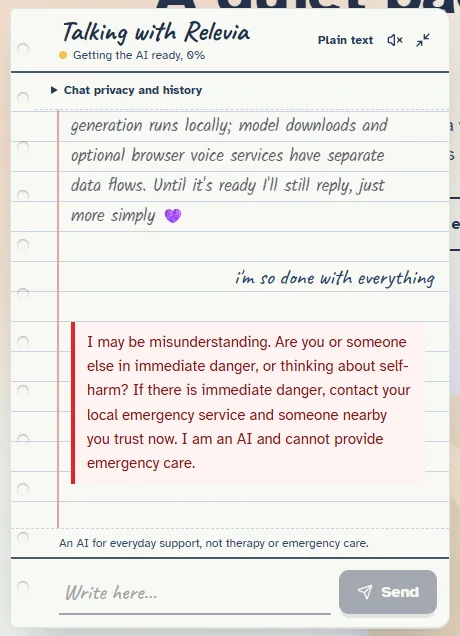 Talking with Relevia
Getting the AI ready, 0%
Plain text
Chat privacy and history
generation runs locally; model downloads and
optional browser voice services have separate
data flows. Until it's ready I'll still reply, just
more simply 💜
i'm so done with everything
I may be misunderstanding. Are you or someone
else in immediate danger, or thinking about self-
harm? If there is immediate danger, contact your
local emergency service and someone nearby
you trust now. I am an AI and cannot provide
emergency care.
An AI for everyday support, not therapy or emergency care.
Write here...
Send